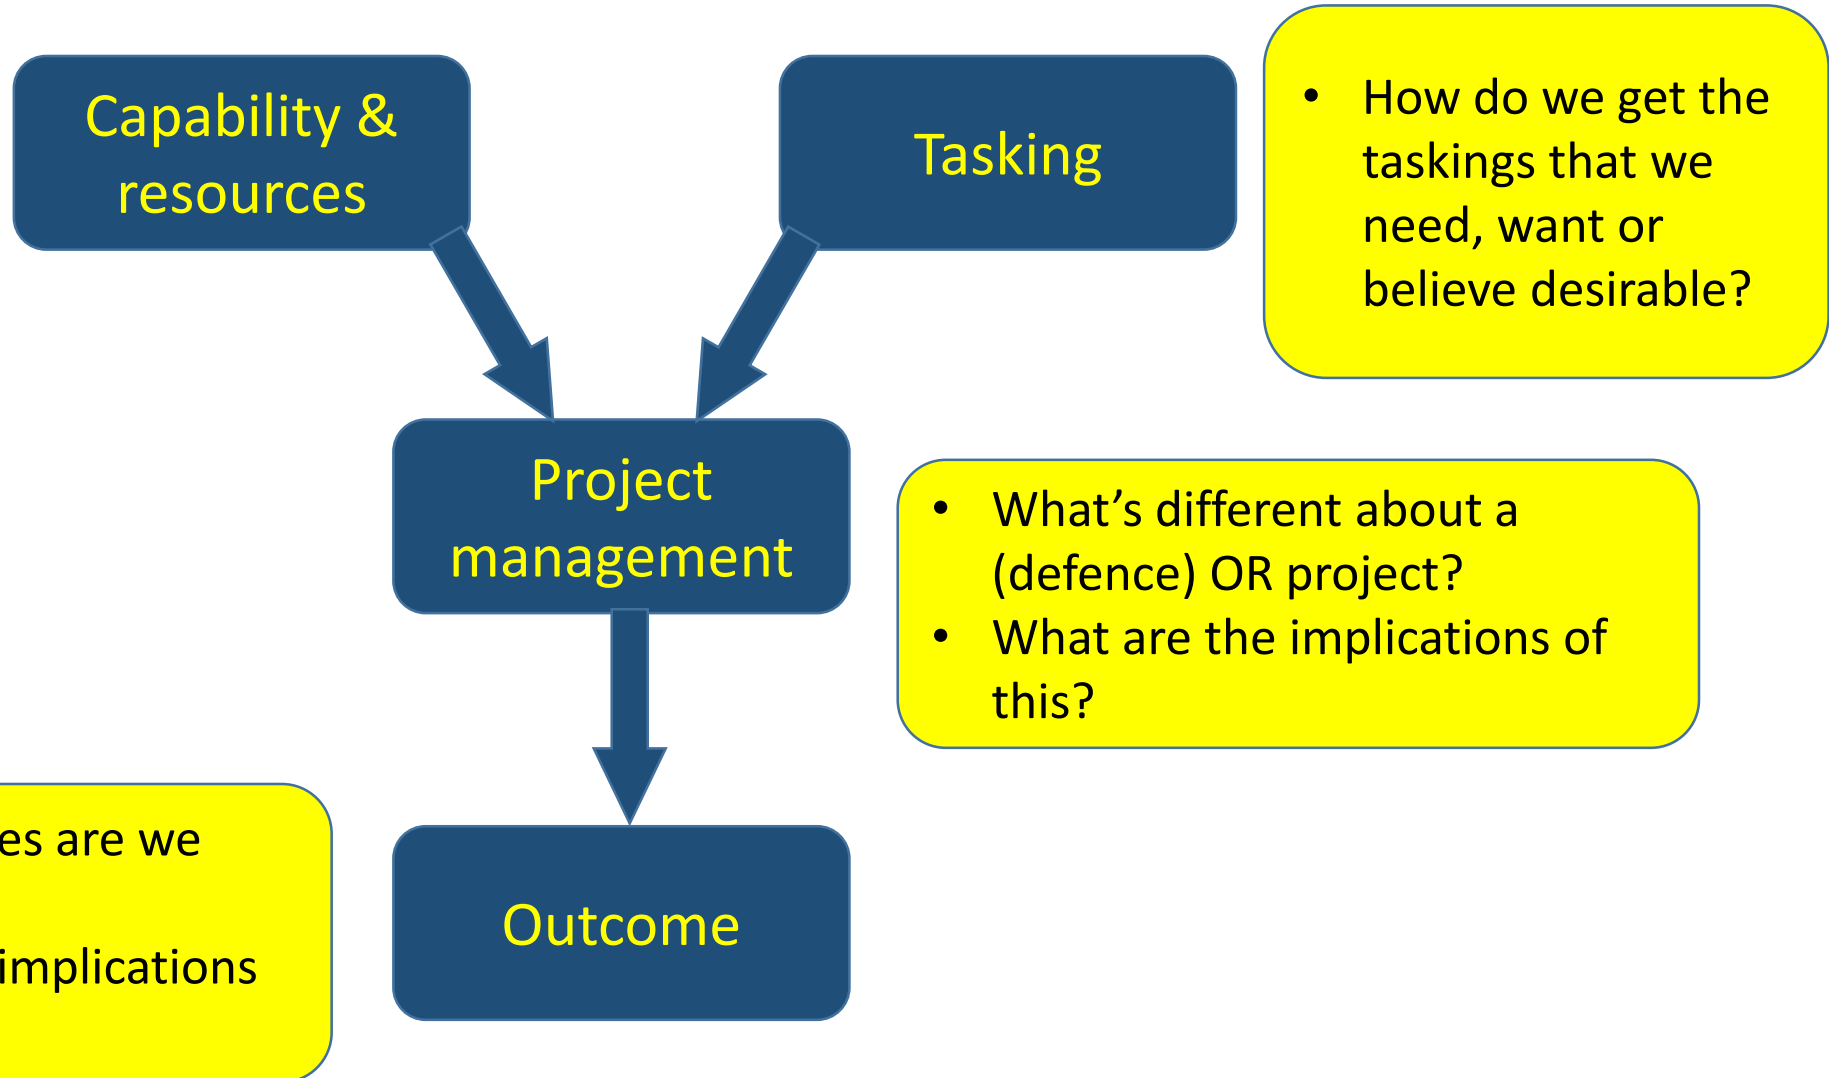 Capability &
resources
Tasking
• How do we get the
taskings that we
need, want or
believe desirable?
Project
management
• What’s different about a
(defence) OR project?
• What are the implications of
this?
are we
implications
Outcome